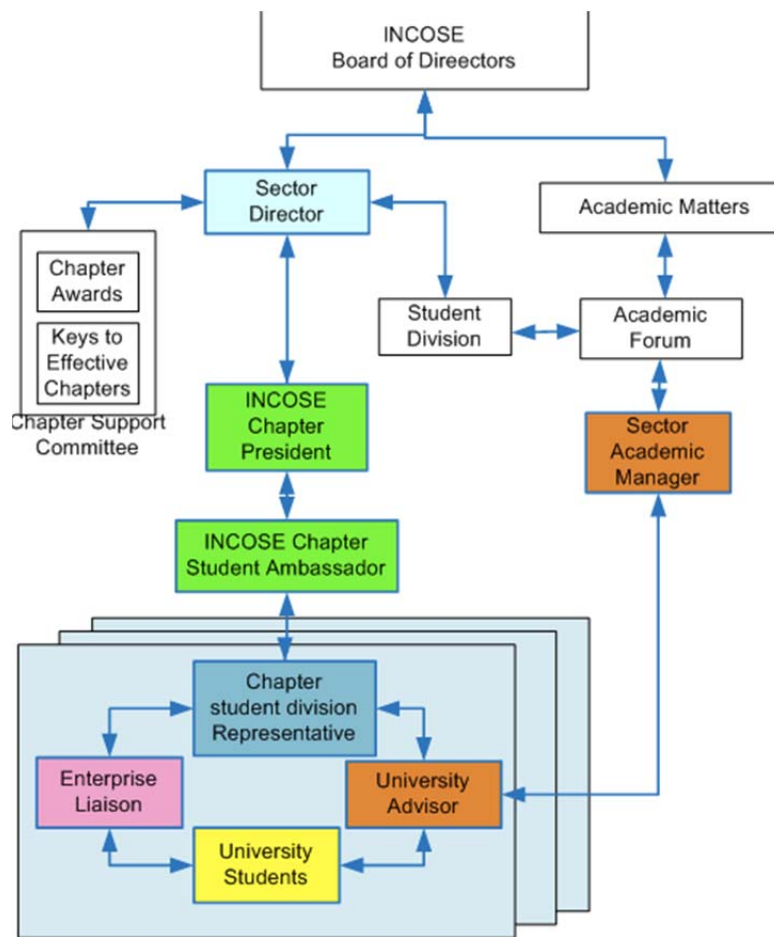 INCOSE
Board of Direectors
Sector
Director
Academic Matters
Chapter
Awards
Keys to
Effective
Chapters
Chapter Support
Committee
Student
Division
Academic
Forum
INCOSE
Chapter
President
Sector
Academic
Manager
INCOSE Chapter
Student Ambassador
Chapter
student division
Representative
Enterprise
Liaison
University
Advisor
University
Students